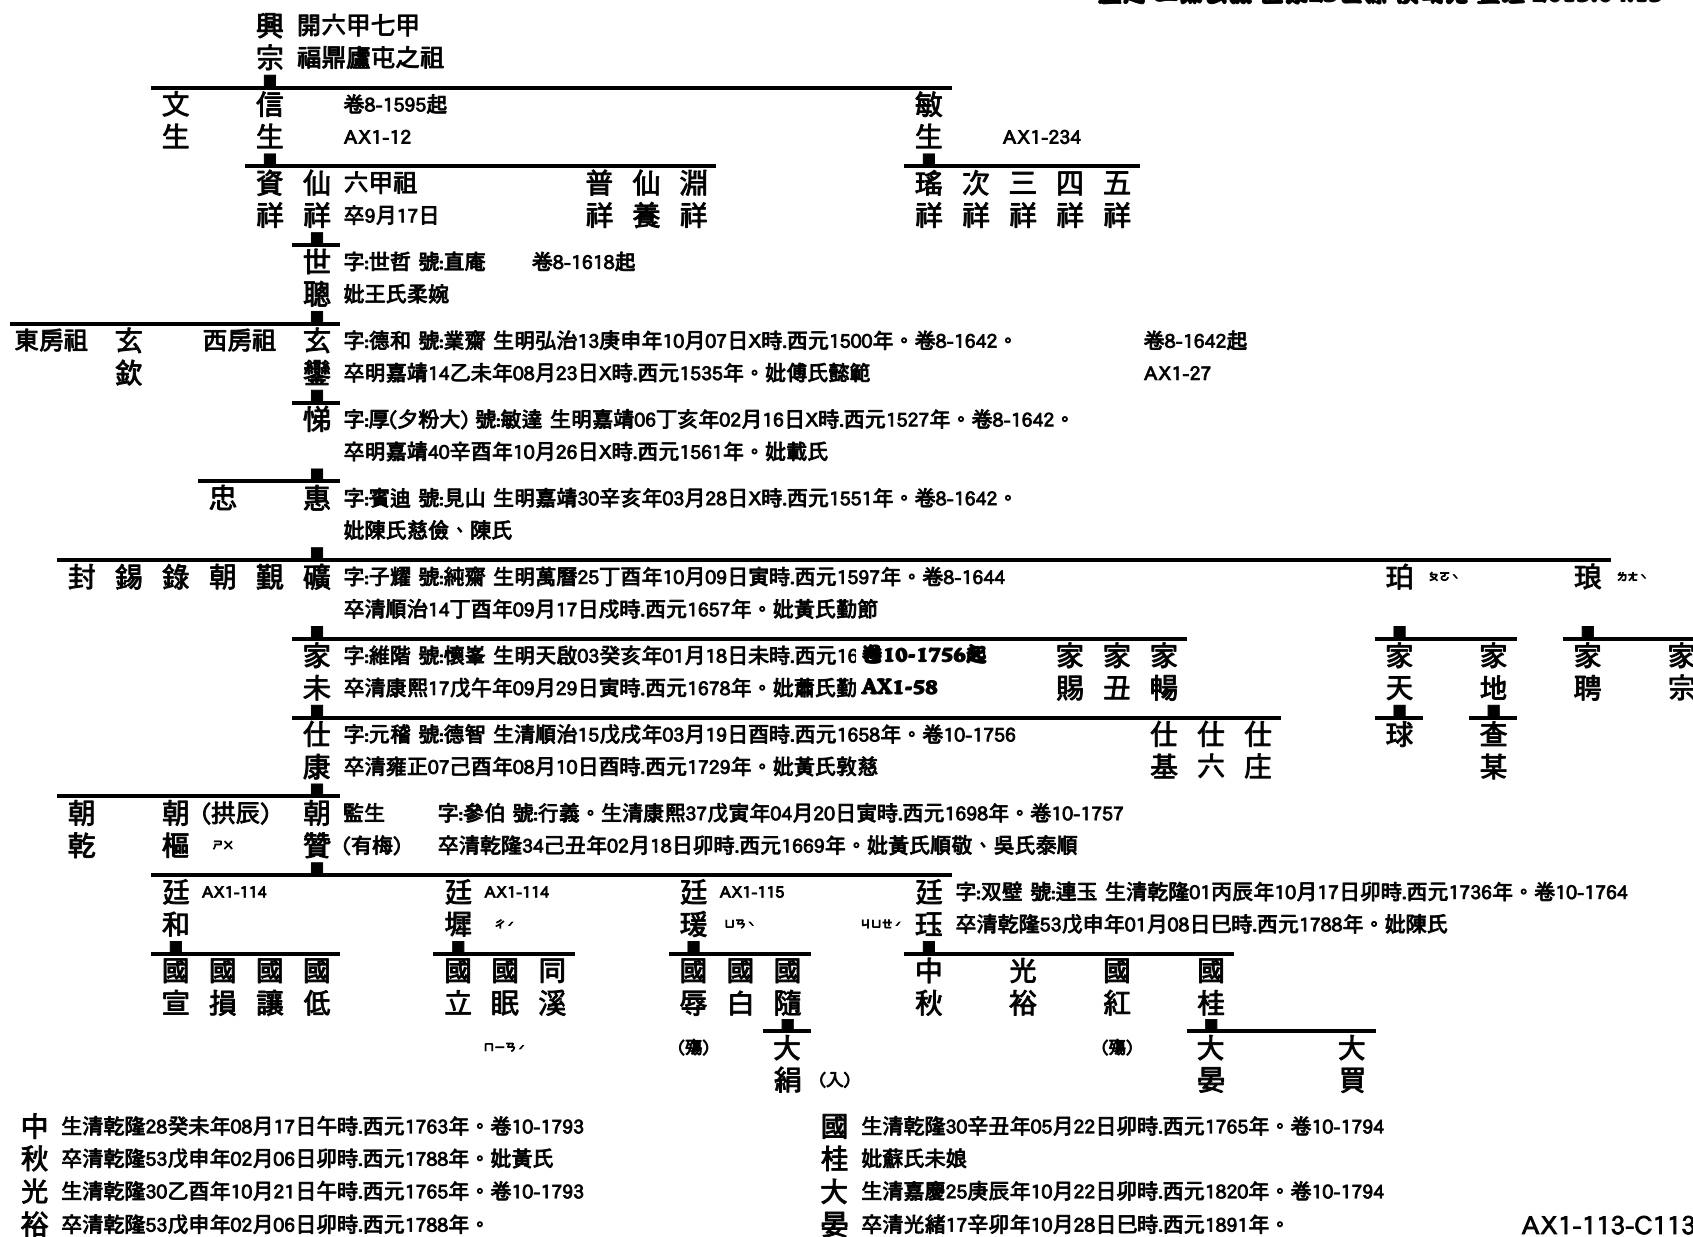 興 開六甲七甲
宗 福鼎廬屯之祖
文 信 卷8-1595起 敏
生 生 AX1-12 生 AX1-234
資 仙 六甲祖 普 仙 淵 瑤 次 三 四 五
祥 祥 卒9月17日 祥 養 祥 祥 祥 祥 祥 祥
世 字:世哲 號:直庵 卷8-1618起
聰 妣王氏柔婉
東房祖 玄 西房祖 玄 字:德和 號:業齋 生明弘治13庚申年10月07日X時.西元1500年。卷8-1642。 卷8-1642起
欽 鑾 卒明嘉靖14乙未年08月23日X時.西元1535年。妣傅氏懿範 AX1-27
悌 字:厚(夕粉大) 號:敏達 生明嘉靖06丁亥年02月16日X時.西元1527年。卷8-1642。
卒明嘉靖40辛酉年10月26日X時.西元1561年。妣載氏
忠 惠 字:賓迪 號:見山 生明嘉靖30辛亥年03月28日X時.西元1551年。卷8-1642。
妣陳氏慈儉、陳氏
封 錫 錄 朝 覲 礦 字:子耀 號:純齋 生明萬曆25丁酉年10月09日寅時.西元1597年。卷8-1644 珀 ㄆㄛˋ 琅 ㄌㄤˋ
卒清順治14丁酉年09月17日戍時.西元1657年。妣黃氏勤節
家 字:維階 號:懷峯 生明天啟03癸亥年01月18日未時.西元16 卷10-1756起 家 家 家 家 家 家 家
未 卒清康熙17戊午年09月29日寅時.西元1678年。妣蕭氏勤 AX1-58 賜 丑 暢 天 地 聘 宗
仕 字:元稽 號:德智 生清順治15戊戌年03月19日酉時.西元1658年。卷10-1756 仕 仕 仕 球 查
康 卒清雍正07己酉年08月10日酉時.西元1729年。妣黃氏敦慈 基 六 庄 某
朝 朝 (拱辰) 朝 監生 字:參伯 號:行義。生清康熙37戊寅年04月20日寅時.西元1698年。卷10-1757
乾 樞 ㄕㄨ 贊 (有梅) 卒清乾隆34己丑年02月18日卯時.西元1669年。妣黃氏順敬、吳氏泰順
廷 AX1-114 廷 AX1-114 廷 AX1-115 廷 字:双壁 號:連玉 生清乾隆01丙辰年10月17日卯時.西元1736年。卷10-1764
和 墀 ㄔˊ 瑗 ㄩㄢˋ ㄐㄩㄝˊ 玨 卒清乾隆53戊申年01月08日巳時.西元1788年。妣陳氏
國 國 國 國 國 國 同 國 國 國 中 光 國 國
宣 損 讓 低 立 眠 溪 辱 白 隨 秋 裕 紅 桂
ㄇㄧㄢˊ (殤) 大 (殤) 大 大
絹 (入) 晏 買
中 生清乾隆28癸未年08月17日午時.西元1763年。卷10-1793
秋 卒清乾隆53戊申年02月06日卯時.西元1788年。妣黃氏
光 生清乾隆30乙酉年10月21日午時.西元1765年。卷10-1793
裕 卒清乾隆53戊申年02月06日卯時.西元1788年。
國 生清乾隆30辛丑年05月22日卯時.西元1765年。卷10-1794
桂 妣蘇氏未娘
大 生清嘉慶25庚辰年10月22日卯時.西元1820年。卷10-1794
晏 卒清光緒17辛卯年10月28日巳時.西元1891年。
AX1-113-C113